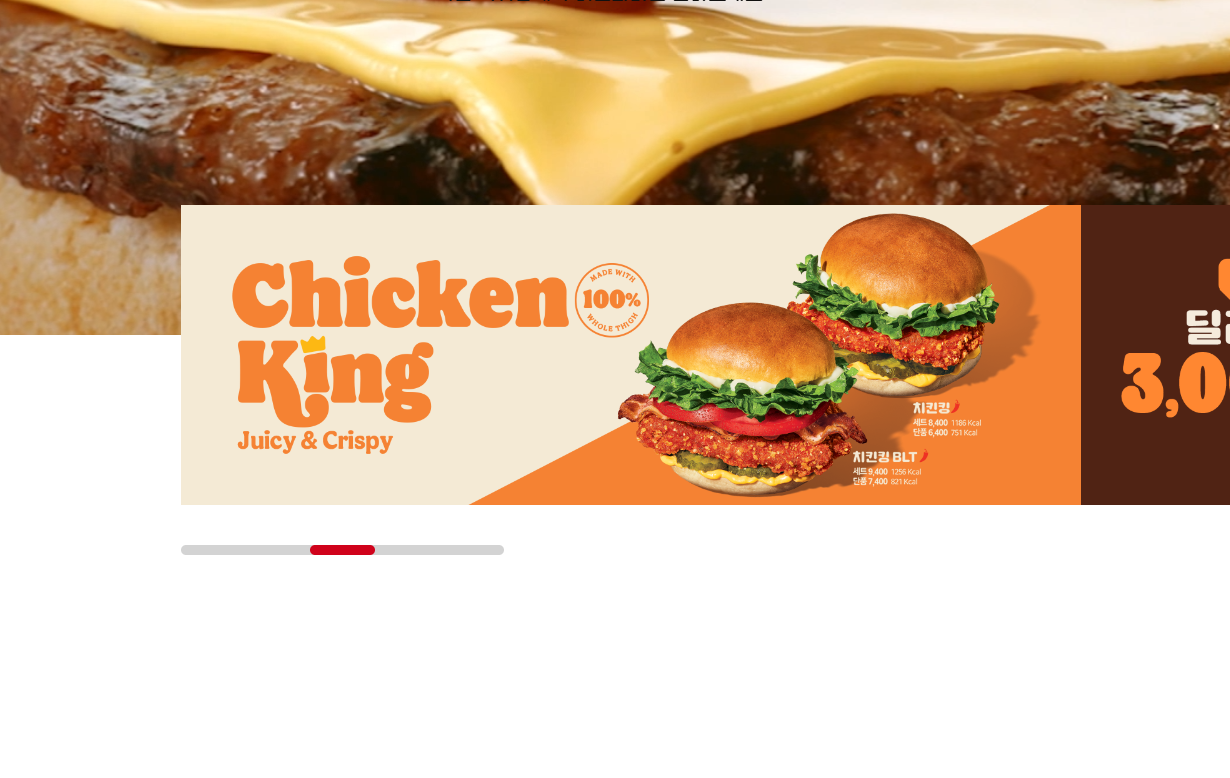 Chicken
MADE WITH
100%
WHOLE THIGH
King
Juicy & Crispy
치킨킹
세트 8,400 1186 Kcal
단품 6,400 751 Kcal
치킨킹 BLT
세트 9,400 1256 Kcal
단품 7,400 821 Kcal
3,0